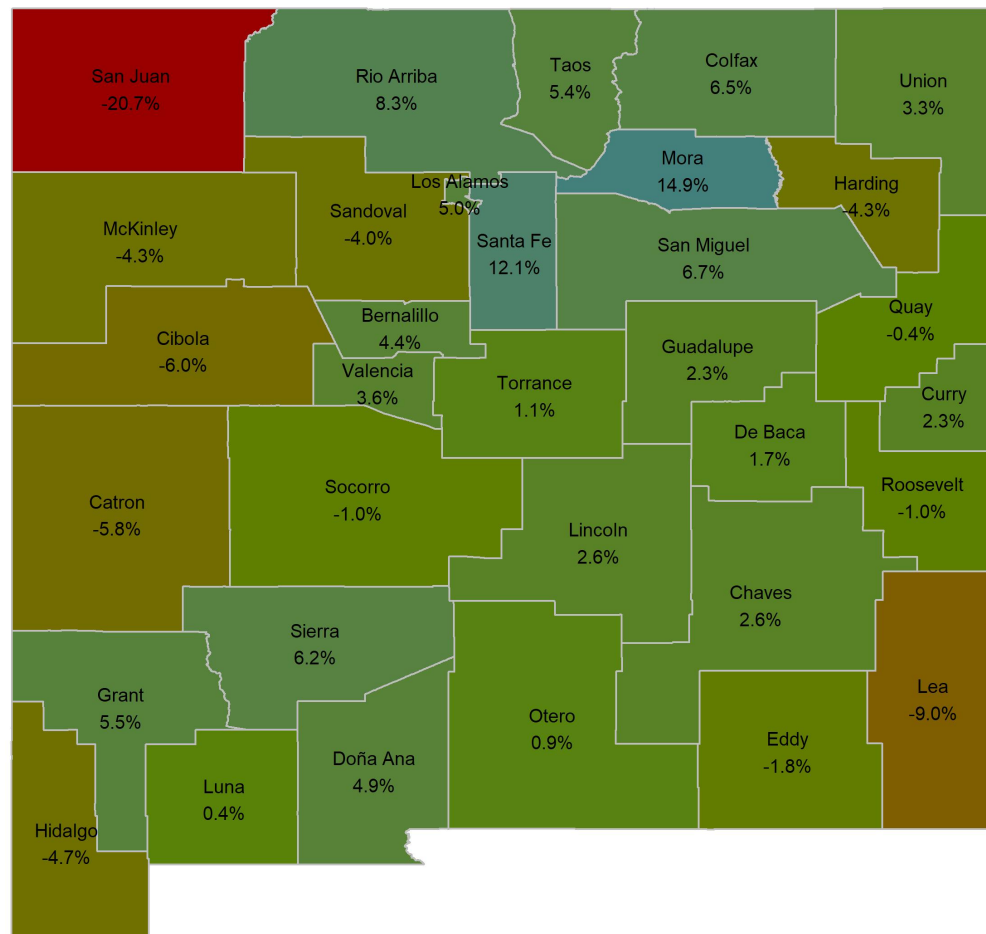 San Juan
-20.7%
Rio Arriba
8.3%
Taos
5.4%
Colfax
6.5%
Union
3.3%
Mora
14.9%
Harding
-4.3%
Los Alamos
5.0%
McKinley
-4.3%
Sandoval
-4.0%
Santa Fe
12.1%
San Miguel
6.7%
Quay
-0.4%
Bernalillo
4.4%
Cibola
-6.0%
Guadalupe
2.3%
Valencia
3.6%
Torrance
1.1%
Curry
2.3%
De Baca
1.7%
Roosevelt
-1.0%
Catron
-5.8%
Socorro
-1.0%
Lincoln
2.6%
Chaves
2.6%
Sierra
6.2%
Grant
5.5%
Lea
-9.0%
Otero
0.9%
Eddy
-1.8%
Doña Ana
4.9%
Luna
0.4%
Hidalgo
-4.7%